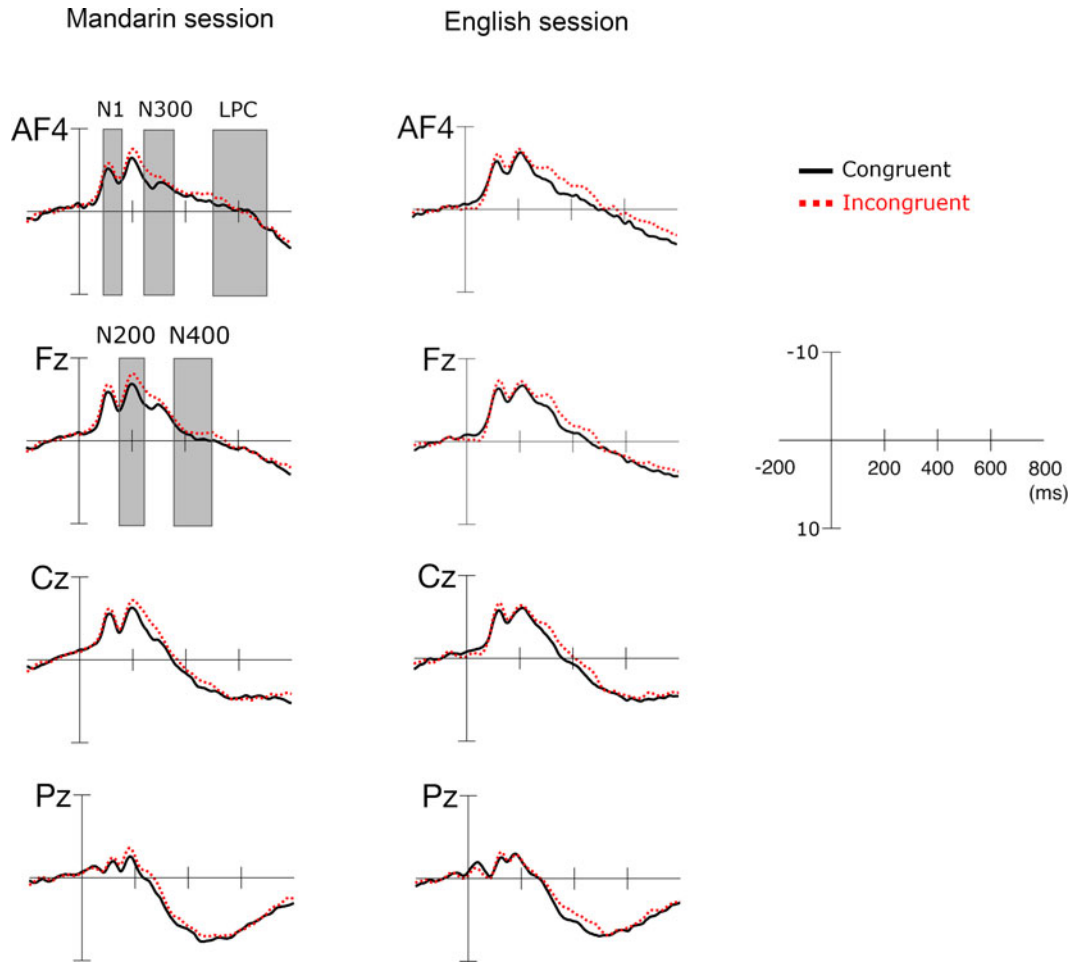 Mandarin session
English session
N1 N300 LPC
AF4
AF4
Congruent
Incongruent
N200 N400
Fz
Fz
-10
-200 200 400 600 800
(ms)
10
Cz
Cz
Pz
Pz